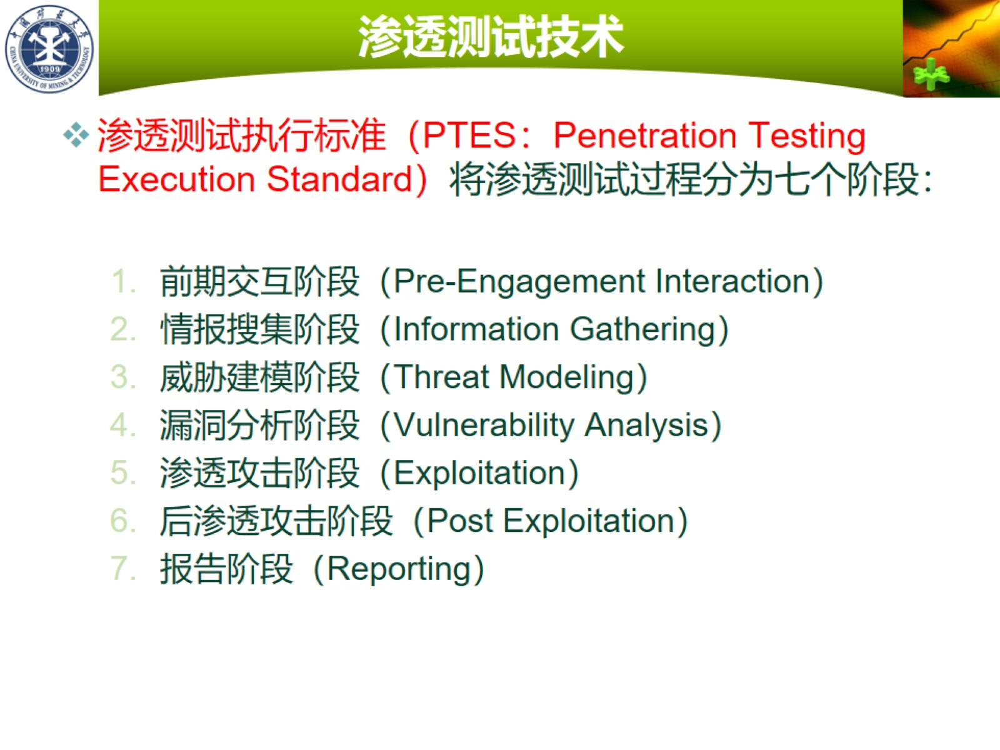 中国矿业大学
CHINA UNIVERSITY OF MINING & TECHNOLOGY
1909
渗透测试技术
渗透测试执行标准（PTES：Penetration Testing
Execution Standard）将渗透测试过程分为七个阶段：
1. 前期交互阶段（Pre-Engagement Interaction）
2. 情报搜集阶段（Information Gathering）
3. 威胁建模阶段（Threat Modeling）
4. 漏洞分析阶段（Vulnerability Analysis）
5. 渗透攻击阶段（Exploitation）
6. 后渗透攻击阶段（Post Exploitation）
7. 报告阶段（Reporting）